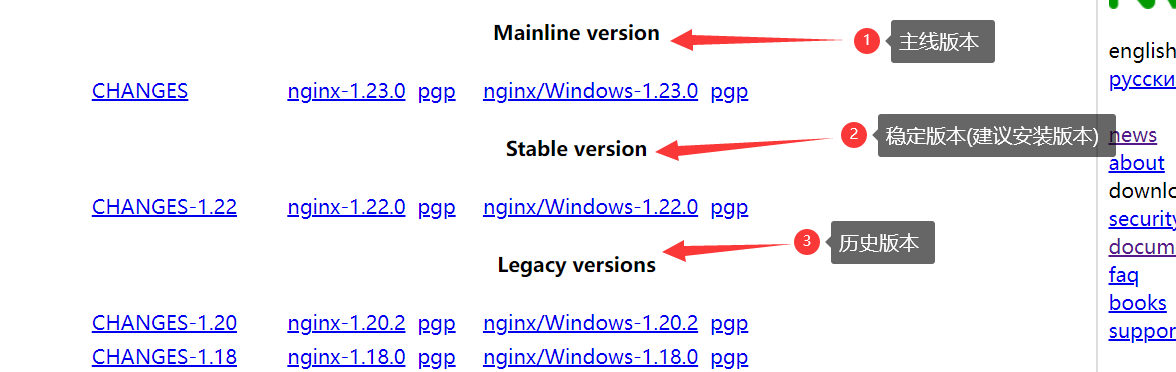 Mainline version
1 主线版本
CHANGES nginx-1.23.0 pgp nginx/Windows-1.23.0 pgp
Stable version
2 稳定版本(建议安装版本)
CHANGES-1.22 nginx-1.22.0 pgp nginx/Windows-1.22.0 pgp
Legacy versions
3 历史版本
CHANGES-1.20 nginx-1.20.2 pgp nginx/Windows-1.20.2 pgp
CHANGES-1.18 nginx-1.18.0 pgp nginx/Windows-1.18.0 pgp
english
русски
news
about
downlo
security
docum
faq
books
suppor